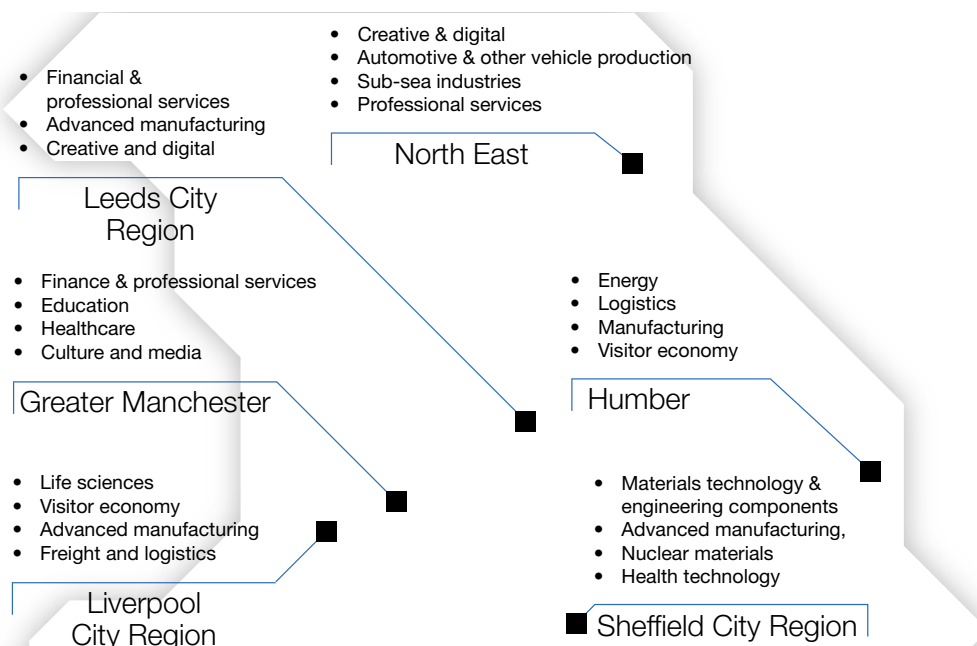 • Creative & digital
• Automotive & other vehicle production
• Sub-sea industries
• Professional services
North East
• Financial &
professional services
• Advanced manufacturing
• Creative and digital
Leeds City
Region
• Finance & professional services
• Education
• Healthcare
• Culture and media
Greater Manchester
• Energy
• Logistics
• Manufacturing
• Visitor economy
Humber
• Life sciences
• Visitor economy
• Advanced manufacturing
• Freight and logistics
Liverpool
City Region
• Materials technology &
engineering components
• Advanced manufacturing,
• Nuclear materials
• Health technology
Sheffield City Region